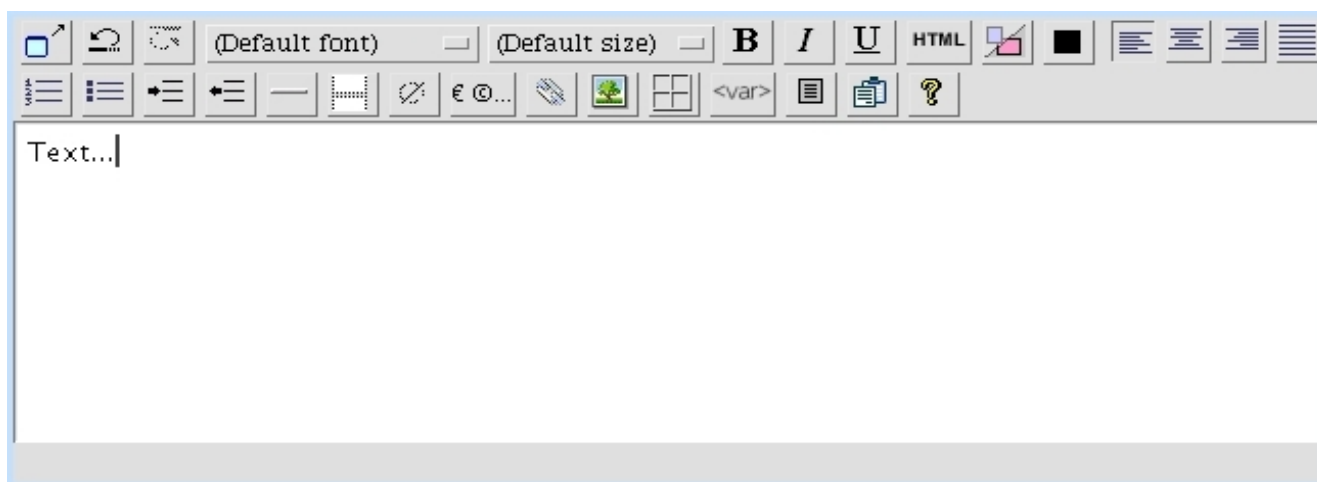 (Default font) (Default size) B I U HTML
€ ©... <var> ?
Text...